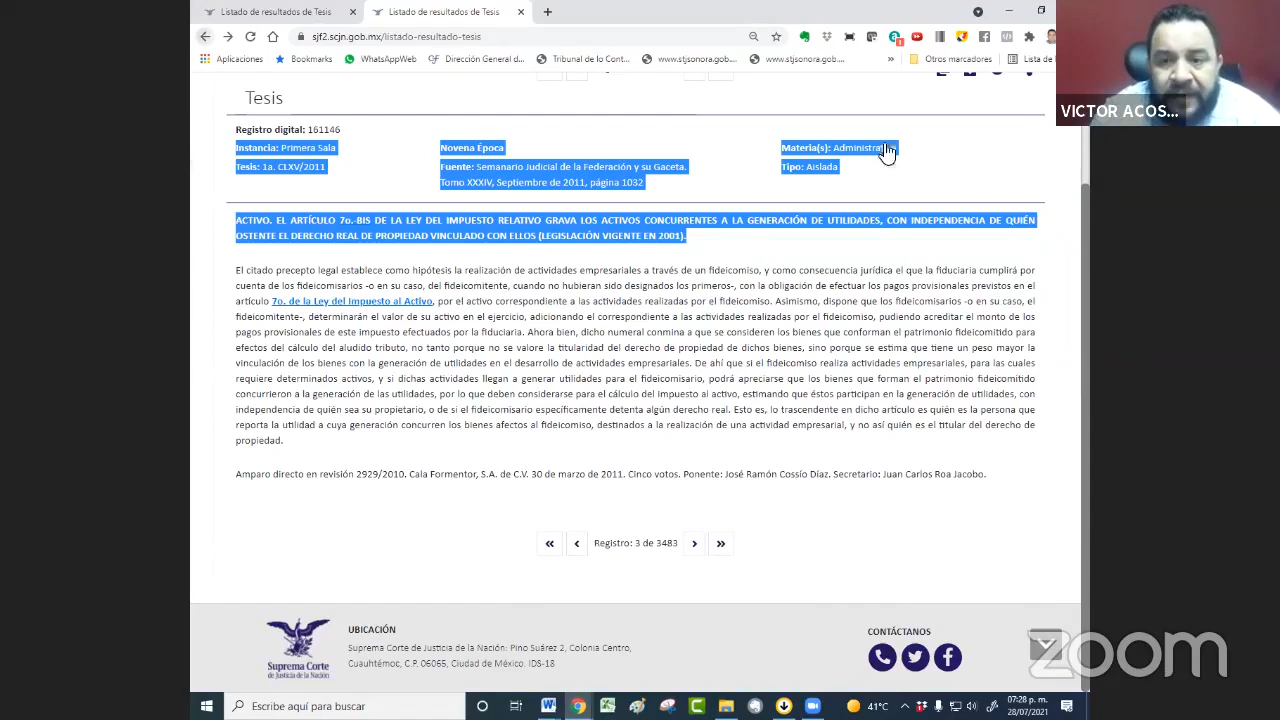 Listado de resultados de Tesis
Listado de resultados de Tesis
sjf2.scjn.gob.mx/listado-resultado-tesis
Aplicaciones
Bookmarks
WhatsAppWeb
Dirección General d...
Tribunal de lo Cont...
www.stjsonora.gob....
www.stjsonora.gob....
»
Otros marcadores
Lista de
VICTOR ACOS...
Tesis
Registro digital: 161146
Instancia: Primera Sala
Novena Época
Materia(s):
Tesis: 1a. CLXV/2011
Fuente: Semanario Judicial de la Federación y su Gaceta.
Tipo: Aislada
Tomo XXXIV, Septiembre de 2011, página 1032
ACTIVO. EL ARTÍCULO 7o.-BIS DE LA LEY DEL IMPUESTO RELATIVO GRAVA LOS ACTIVOS CONCURRENTES A LA GENERACIÓN DE UTILIDADES, CON INDEPENDENCIA DE QUIÉN
OSTENTE EL DERECHO REAL DE PROPIEDAD VINCULADO CON ELLOS (LEGISLACIÓN VIGENTE EN 2001).
El citado precepto legal establece como hipótesis la realización de actividades empresariales a través de un fideicomiso, y como consecuencia jurídica el que la fiduciaria cumplirá por
cuenta de los fideicomisarios -o en su caso, del fideicomitente, cuando no hubieran sido designados los primeros-, con la obligación de efectuar los pagos provisionales previstos en el
artículo 7o. de la Ley del Impuesto al Activo, por el activo correspondiente a las actividades realizadas por el fideicomiso. Asimismo, dispone que los fideicomisarios -o en su caso, el
fideicomitente-, determinarán el valor de su activo en el ejercicio, adicionando el correspondiente a las actividades realizadas por el fideicomiso, pudiendo acreditar el monto de los
pagos provisionales de este impuesto efectuados por la fiduciaria. Ahora bien, dicho numeral conmina a que se consideren los bienes que conforman el patrimonio fideicomitido para
efectos del cálculo del aludido tributo, no tanto porque no se valore la titularidad del derecho de propiedad de dichos bienes, sino porque se estima que tiene un peso mayor la
vinculación de los bienes con la generación de utilidades en el desarrollo de actividades empresariales. De ahí que si el fideicomiso realiza actividades empresariales, para las cuales
requiere determinados activos, y si dichas actividades llegan a generar utilidades para el fideicomisario, podrá apreciarse que los bienes que forman el patrimonio fideicomitido
concurrieron a la generación de las utilidades, por lo que deben considerarse para el cálculo del impuesto al activo, estimando que éstos participan en la generación de utilidades, con
independencia de quién sea su propietario, o de si el fideicomisario específicamente detenta algún derecho real. Esto es, lo trascendente en dicho artículo es quién es la persona que
reporta la utilidad a cuya generación concurren los bienes afectos al fideicomiso, destinados a la realización de una actividad empresarial, y no así quién es el titular del derecho de
propiedad.
Amparo directo en revisión 2929/2010. Cala Formentor, S.A. de C.V. 30 de marzo de 2011. Cinco votos. Ponente: José Ramón Cossío Díaz. Secretario: Juan Carlos Roa Jacobo.
Registro: 3 de 3483
UBICACIÓN
Suprema Corte de Justicia de la Nación: Pino Suárez 2, Colonia Centro,
Cuauhtémoc, C.P. 06065, Ciudad de México. IDS-18
Suprema Corte
de Justicia de la Nación
CONTÁCTANOS
zoom
Escribe aquí para buscar
41°C
07:28 p. m.
28/07/2021